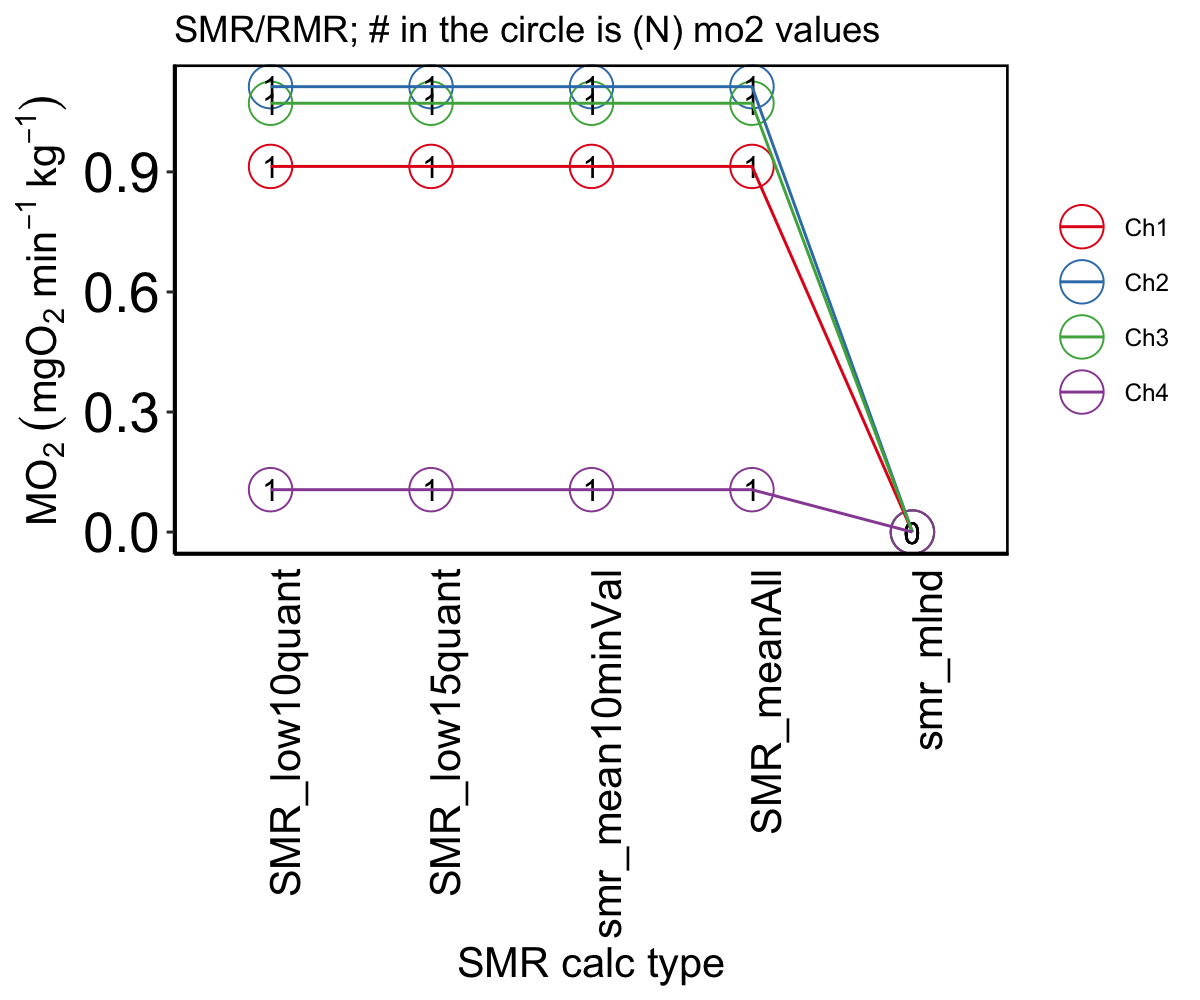 SMR/RMR; # in the circle is (N) mo2 values
MO₂ (mgO₂ min⁻¹ kg⁻¹)
0.9
0.6
0.3
0.0
1 1 1 1
1 1 1 1
1 1 1 1
1 1 1 1
0
SMR_low10quant
SMR_low15quant
smr_mean10minVal
SMR_meanAll
smr_mlnd
SMR calc type
Ch1
Ch2
Ch3
Ch4